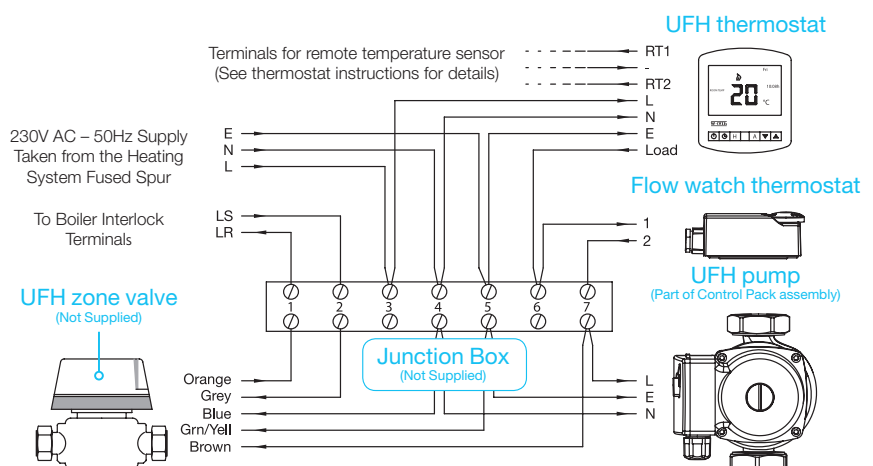 UFH thermostat
Terminals for remote temperature sensor
(See thermostat instructions for details)
RT1
-
RT2
L
N
E
Load
Fri
20
°C
H
A
230V AC – 50Hz Supply
Taken from the Heating
System Fused Spur
E
N
L
To Boiler Interlock
Terminals
LS
LR
Flow watch thermostat
1
2
UFH zone valve
(Not Supplied)
1 2 3 4 5 6 7
UFH pump
(Part of Control Pack assembly)
Junction Box
(Not Supplied)
Orange
Grey
Blue
Grn/Yell
Brown
L
E
N